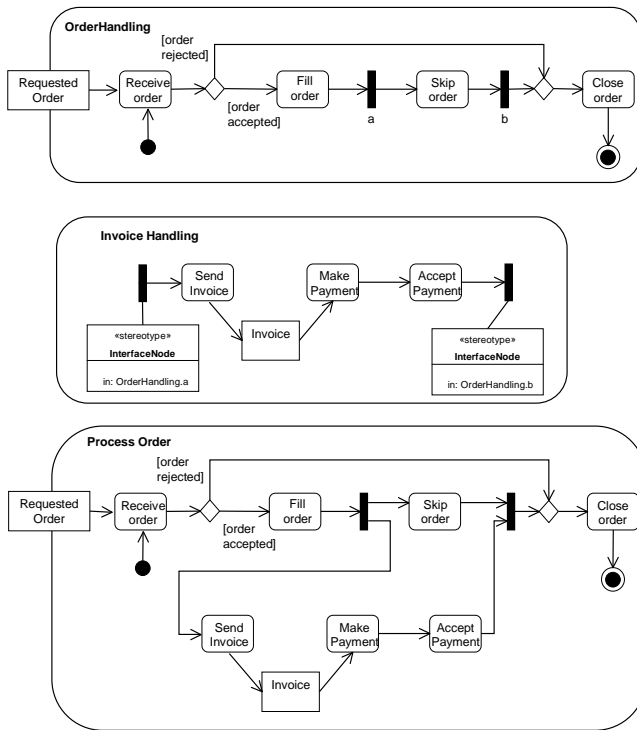 OrderHandling
[order
rejected]
Requested
Order
Receive
order
Fill
order
Skip
order
Close
order
[order
accepted]
a
b
Invoice Handling
Send
Invoice
Make
Payment
Accept
Payment
Invoice
«stereotype»
InterfaceNode
in: OrderHandling.a
«stereotype»
InterfaceNode
in: OrderHandling.b
Process Order
[order
rejected]
Requested
Order
Receive
order
Fill
order
Skip
order
Close
order
[order
accepted]
Send
Invoice
Make
Payment
Accept
Payment
Invoice